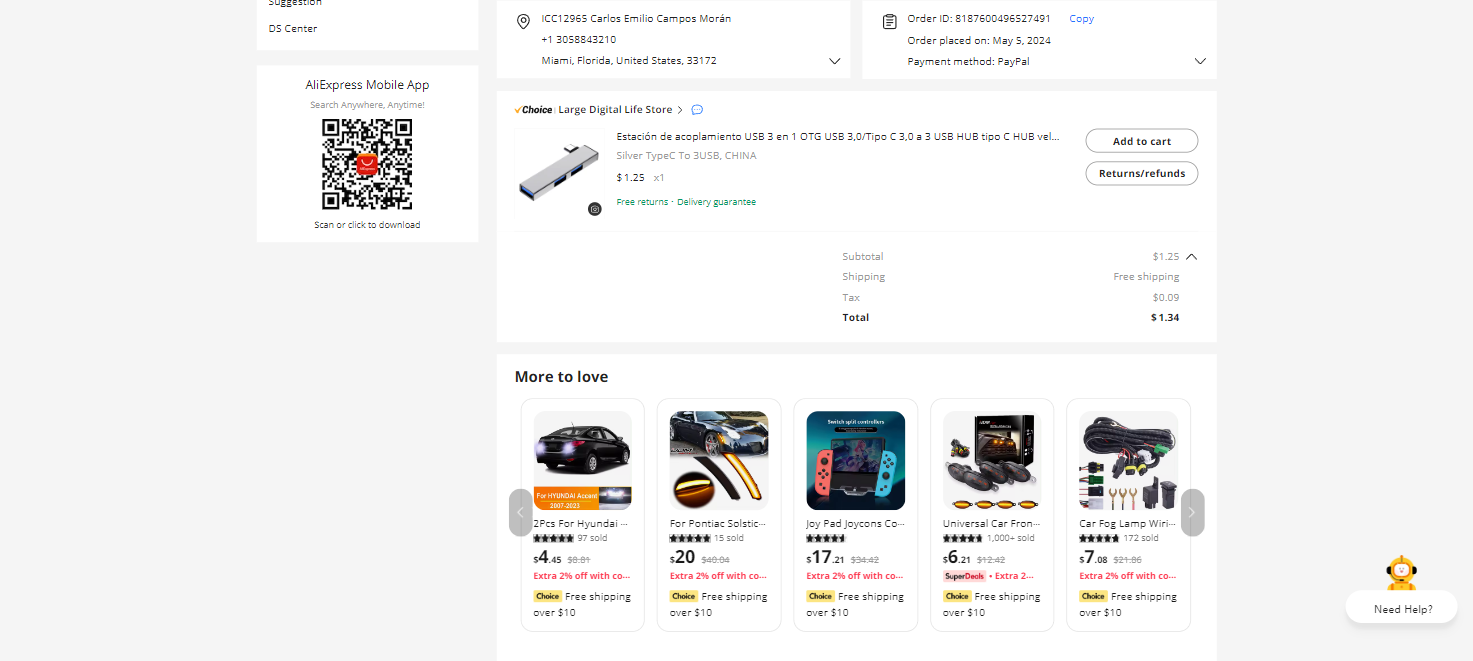 Suggestion
DS Center
AliExpress Mobile App
Search Anywhere, Anytime!
Scan or click to download
ICC12965 Carlos Emilio Campos Morán
+1 3058843210
Miami, Florida, United States, 33172
Order ID: 8187600496527491 Copy
Order placed on: May 5, 2024
Payment method: PayPal
Choice Large Digital Life Store
Estación de acoplamiento USB 3 en 1 OTG USB 3,0/Tipo C 3,0 a 3 USB HUB tipo C HUB vel...
Silver TypeC To 3USB, CHINA
$1.25 x1
Free returns · Delivery guarantee
Add to cart
Returns/refunds
Subtotal $1.25
Shipping Free shipping
Tax $0.09
Total $1.34
More to love
For HYUNDAI Accent
2007-2023
2Pcs For Hyundai ...
97 sold
$4.45 $8.81
Extra 2% off with co...
Choice Free shipping
over $10
For Pontiac Solstic...
15 sold
$20 $40.04
Extra 2% off with co...
Choice Free shipping
over $10
Switch split controllers
Joy Pad Joycons Co...
$17.21 $34.42
Extra 2% off with co...
Choice Free shipping
over $10
Universal Car Fron...
1,000+ sold
$6.21 $12.42
SuperDeals • Extra 2...
Choice Free shipping
over $10
Car Fog Lamp Wiri...
172 sold
$7.08 $21.86
Extra 2% off with co...
Choice Free shipping
over $10
Need Help?